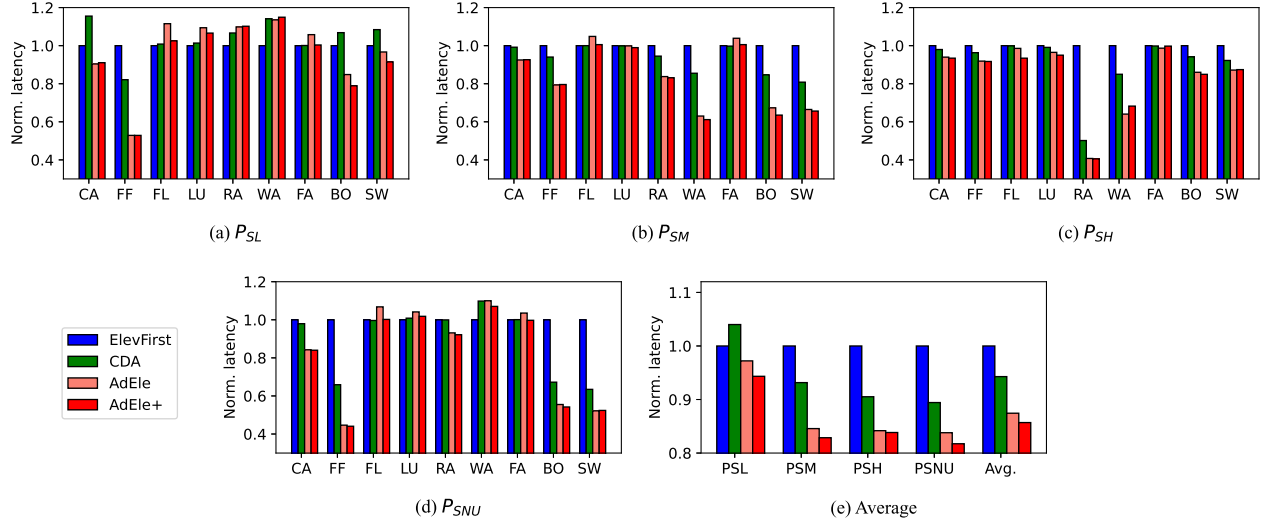 Norm. latency
1.2
1.0
0.8
0.6
0.4
CA FF FL LU RA WA FA BO SW
(a) P_SL
Norm. latency
1.2
1.0
0.8
0.6
0.4
CA FF FL LU RA WA FA BO SW
(b) P_SM
Norm. latency
1.2
1.0
0.8
0.6
0.4
CA FF FL LU RA WA FA BO SW
(c) P_SH
ElevFirst
CDA
AdEle
AdEle+
Norm. latency
1.2
1.0
0.8
0.6
0.4
CA FF FL LU RA WA FA BO SW
(d) P_SNU
Norm. latency
1.1
1.0
0.9
0.8
PSL PSM PSH PSNU Avg.
(e) Average